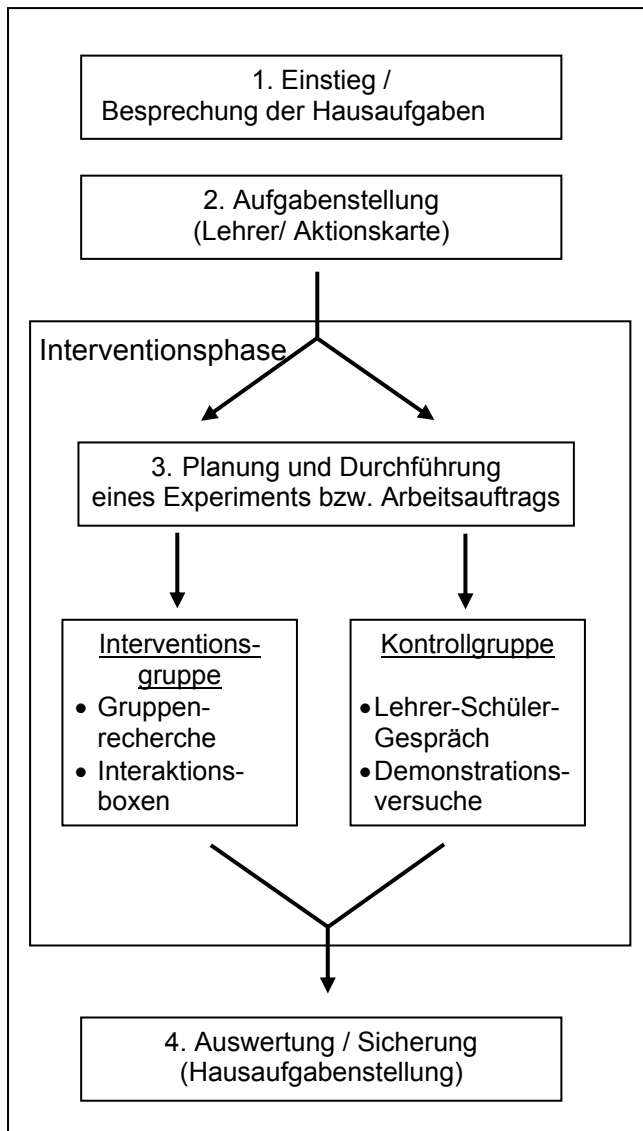 1. Einstieg /
Besprechung der Hausaufgaben
2. Aufgabenstellung
(Lehrer/ Aktionskarte)
Interventionsphase
3. Planung und Durchführung
eines Experiments bzw. Arbeitsauftrags
Interventions-
gruppe
• Gruppen-
recherche
• Interaktions-
boxen
Kontrollgruppe
• Lehrer-Schüler-
Gespräch
• Demonstrations-
versuche
4. Auswertung / Sicherung
(Hausaufgabenstellung)